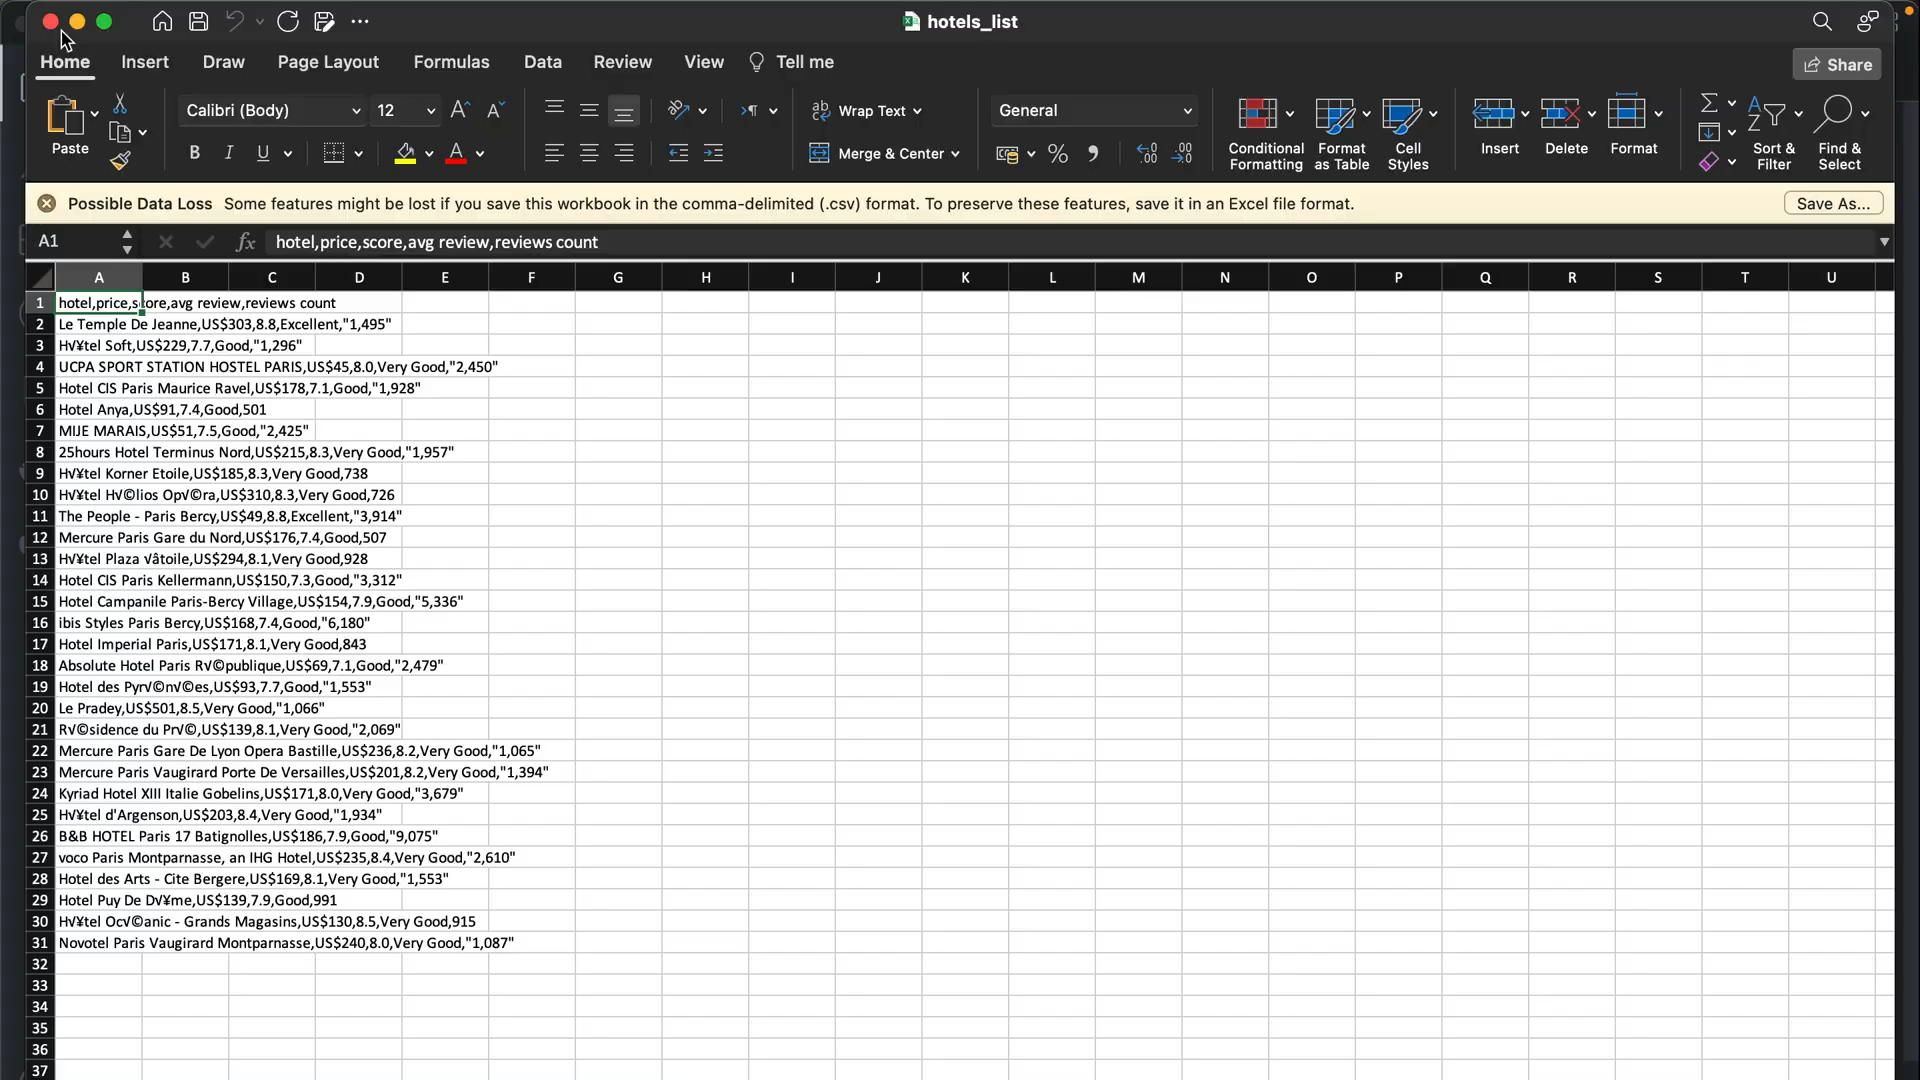 hotels_list
Home Insert Draw Page Layout Formulas Data Review View Tell me Share
Paste
Calibri (Body) 12
B I U
Wrap Text
Merge & Center
General
Conditional Formatting
Format as Table
Cell Styles
Insert Delete Format
Sort & Filter
Find & Select
Possible Data Loss Some features might be lost if you save this workbook in the comma-delimited (.csv) format. To preserve these features, save it in an Excel file format. Save As...
A1 fx hotel,price,score,avg review,reviews count
A B C D E F G H I J K L M N O P Q R S T U
1 hotel,price,score,avg review,reviews count
2 Le Temple De Jeanne,US$303,8.8,Excellent,"1,495"
3 H√¥tel Soft,US$229,7.7,Good,"1,296"
4 UCPA SPORT STATION HOSTEL PARIS,US$45,8.0,Very Good,"2,450"
5 Hotel CIS Paris Maurice Ravel,US$178,7.1,Good,"1,928"
6 Hotel Anya,US$91,7.4,Good,501
7 MIJE MARAIS,US$51,7.5,Good,"2,425"
8 25hours Hotel Terminus Nord,US$215,8.3,Very Good,"1,957"
9 H√¥tel Korner Etoile,US$185,8.3,Very Good,738
10 H√¥tel H√©lios Op√©ra,US$310,8.3,Very Good,726
11 The People - Paris Bercy,US$49,8.8,Excellent,"3,914"
12 Mercure Paris Gare du Nord,US$176,7.4,Good,507
13 H√¥tel Plaza √âtoile,US$294,8.1,Very Good,928
14 Hotel CIS Paris Kellermann,US$150,7.3,Good,"3,312"
15 Hotel Campanile Paris-Bercy Village,US$154,7.9,Good,"5,336"
16 ibis Styles Paris Bercy,US$168,7.4,Good,"6,180"
17 Hotel Imperial Paris,US$171,8.1,Very Good,843
18 Absolute Hotel Paris R√©publique,US$69,7.1,Good,"2,479"
19 Hotel des Pyr√©n√©es,US$93,7.7,Good,"1,553"
20 Le Pradey,US$501,8.5,Very Good,"1,066"
21 R√©sidence du Pr√©,US$139,8.1,Very Good,"2,069"
22 Mercure Paris Gare De Lyon Opera Bastille,US$236,8.2,Very Good,"1,065"
23 Mercure Paris Vaugirard Porte De Versailles,US$201,8.2,Very Good,"1,394"
24 Kyriad Hotel XIII Italie Gobelins,US$171,8.0,Very Good,"3,679"
25 H√¥tel d'Argenson,US$203,8.4,Very Good,"1,934"
26 B&B HOTEL Paris 17 Batignolles,US$186,7.9,Good,"9,075"
27 voco Paris Montparnasse, an IHG Hotel,US$235,8.4,Very Good,"2,610"
28 Hotel des Arts - Cite Bergere,US$169,8.1,Very Good,"1,553"
29 Hotel Puy De D√¥me,US$139,7.9,Good,991
30 H√¥tel Oc√©anic - Grands Magasins,US$130,8.5,Very Good,915
31 Novotel Paris Vaugirard Montparnasse,US$240,8.0,Very Good,"1,087"
32
33
34
35
36
37